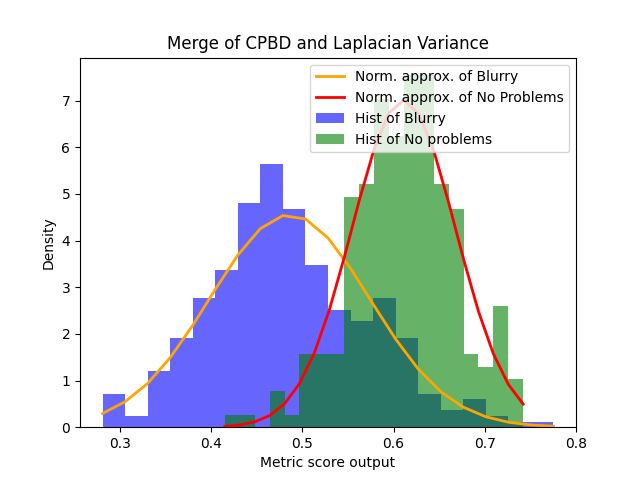 Merge of CPBD and Laplacian Variance
Norm. approx. of Blurry
Norm. approx. of No Problems
Hist of Blurry
Hist of No problems
Density
7
6
5
4
3
2
1
0
0.3 0.4 0.5 0.6 0.7 0.8
Metric score output